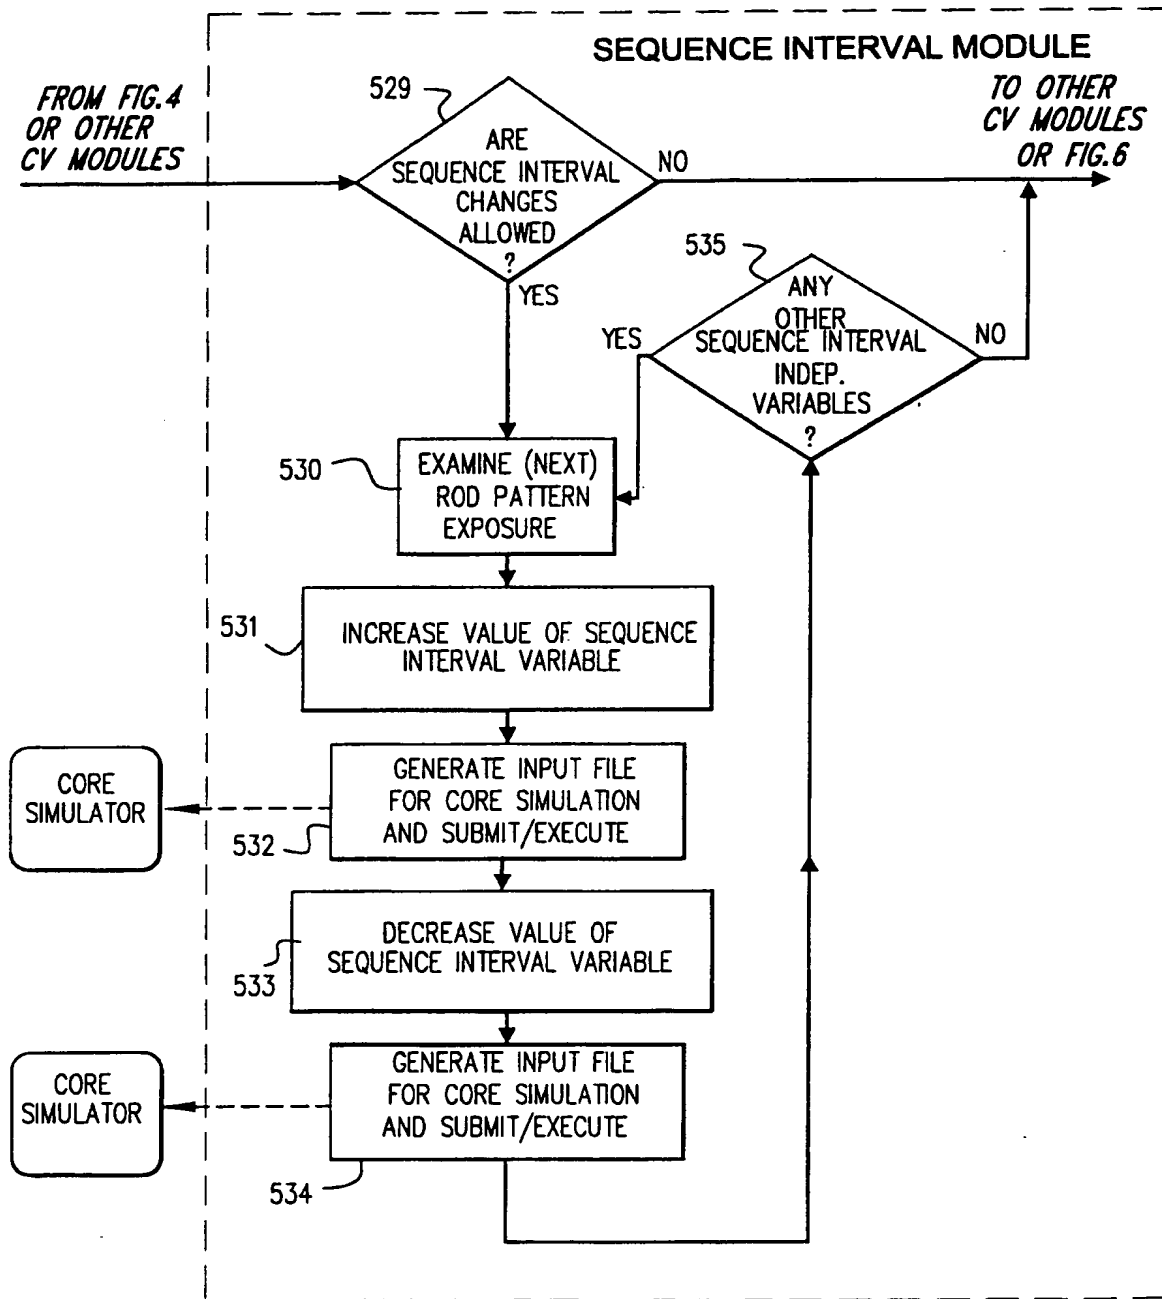 SEQUENCE INTERVAL MODULE
FROM FIG.4
OR OTHER
CV MODULES
529
ARE
SEQUENCE INTERVAL
CHANGES
ALLOWED
?
NO
YES
TO OTHER
CV MODULES
OR FIG.6
535
ANY
OTHER
SEQUENCE INTERVAL
INDEP.
VARIABLES
?
YES
NO
530
EXAMINE (NEXT)
ROD PATTERN
EXPOSURE
531
INCREASE VALUE OF SEQUENCE
INTERVAL VARIABLE
CORE
SIMULATOR
GENERATE INPUT FILE
FOR CORE SIMULATION
AND SUBMIT/EXECUTE
532
DECREASE VALUE OF
SEQUENCE INTERVAL VARIABLE
533
CORE
SIMULATOR
GENERATE INPUT FILE
FOR CORE SIMULATION
AND SUBMIT/EXECUTE
534